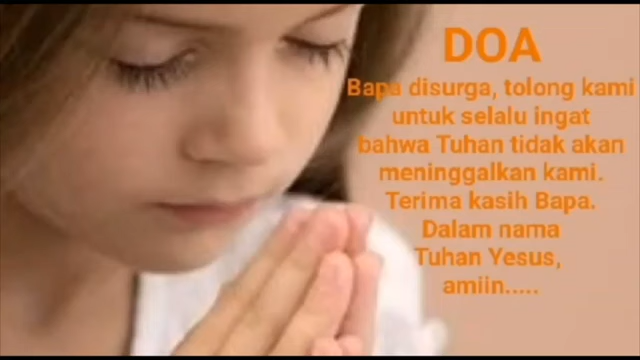 DOA
Bapa disurga, tolong kami
untuk selalu ingat
bahwa Tuhan tidak akan
meninggalkan kami.
Terima kasih Bapa.
Dalam nama
Tuhan Yesus,
amiin.....